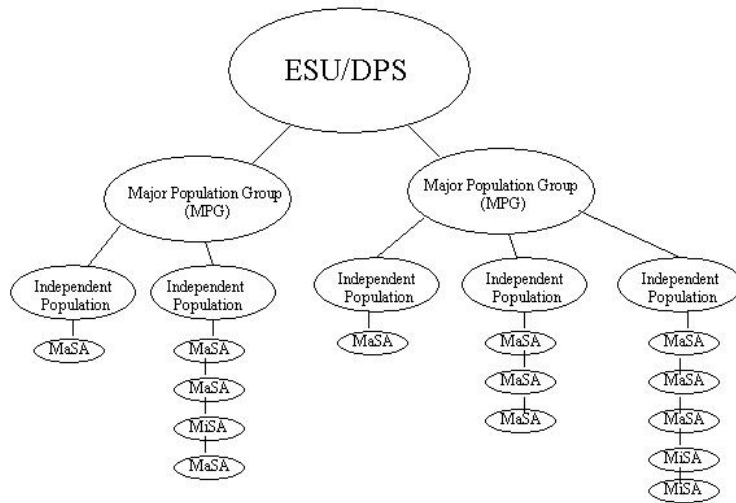 ESU/DPS
Major Population Group
(MPG)
Major Population Group
(MPG)
Independent
Population
Independent
Population
Independent
Population
Independent
Population
Independent
Population
MaSA
MaSA
MaSA
MiSA
MaSA
MaSA
MaSA
MaSA
MaSA
MaSA
MaSA
MaSA
MiSA
MiSA